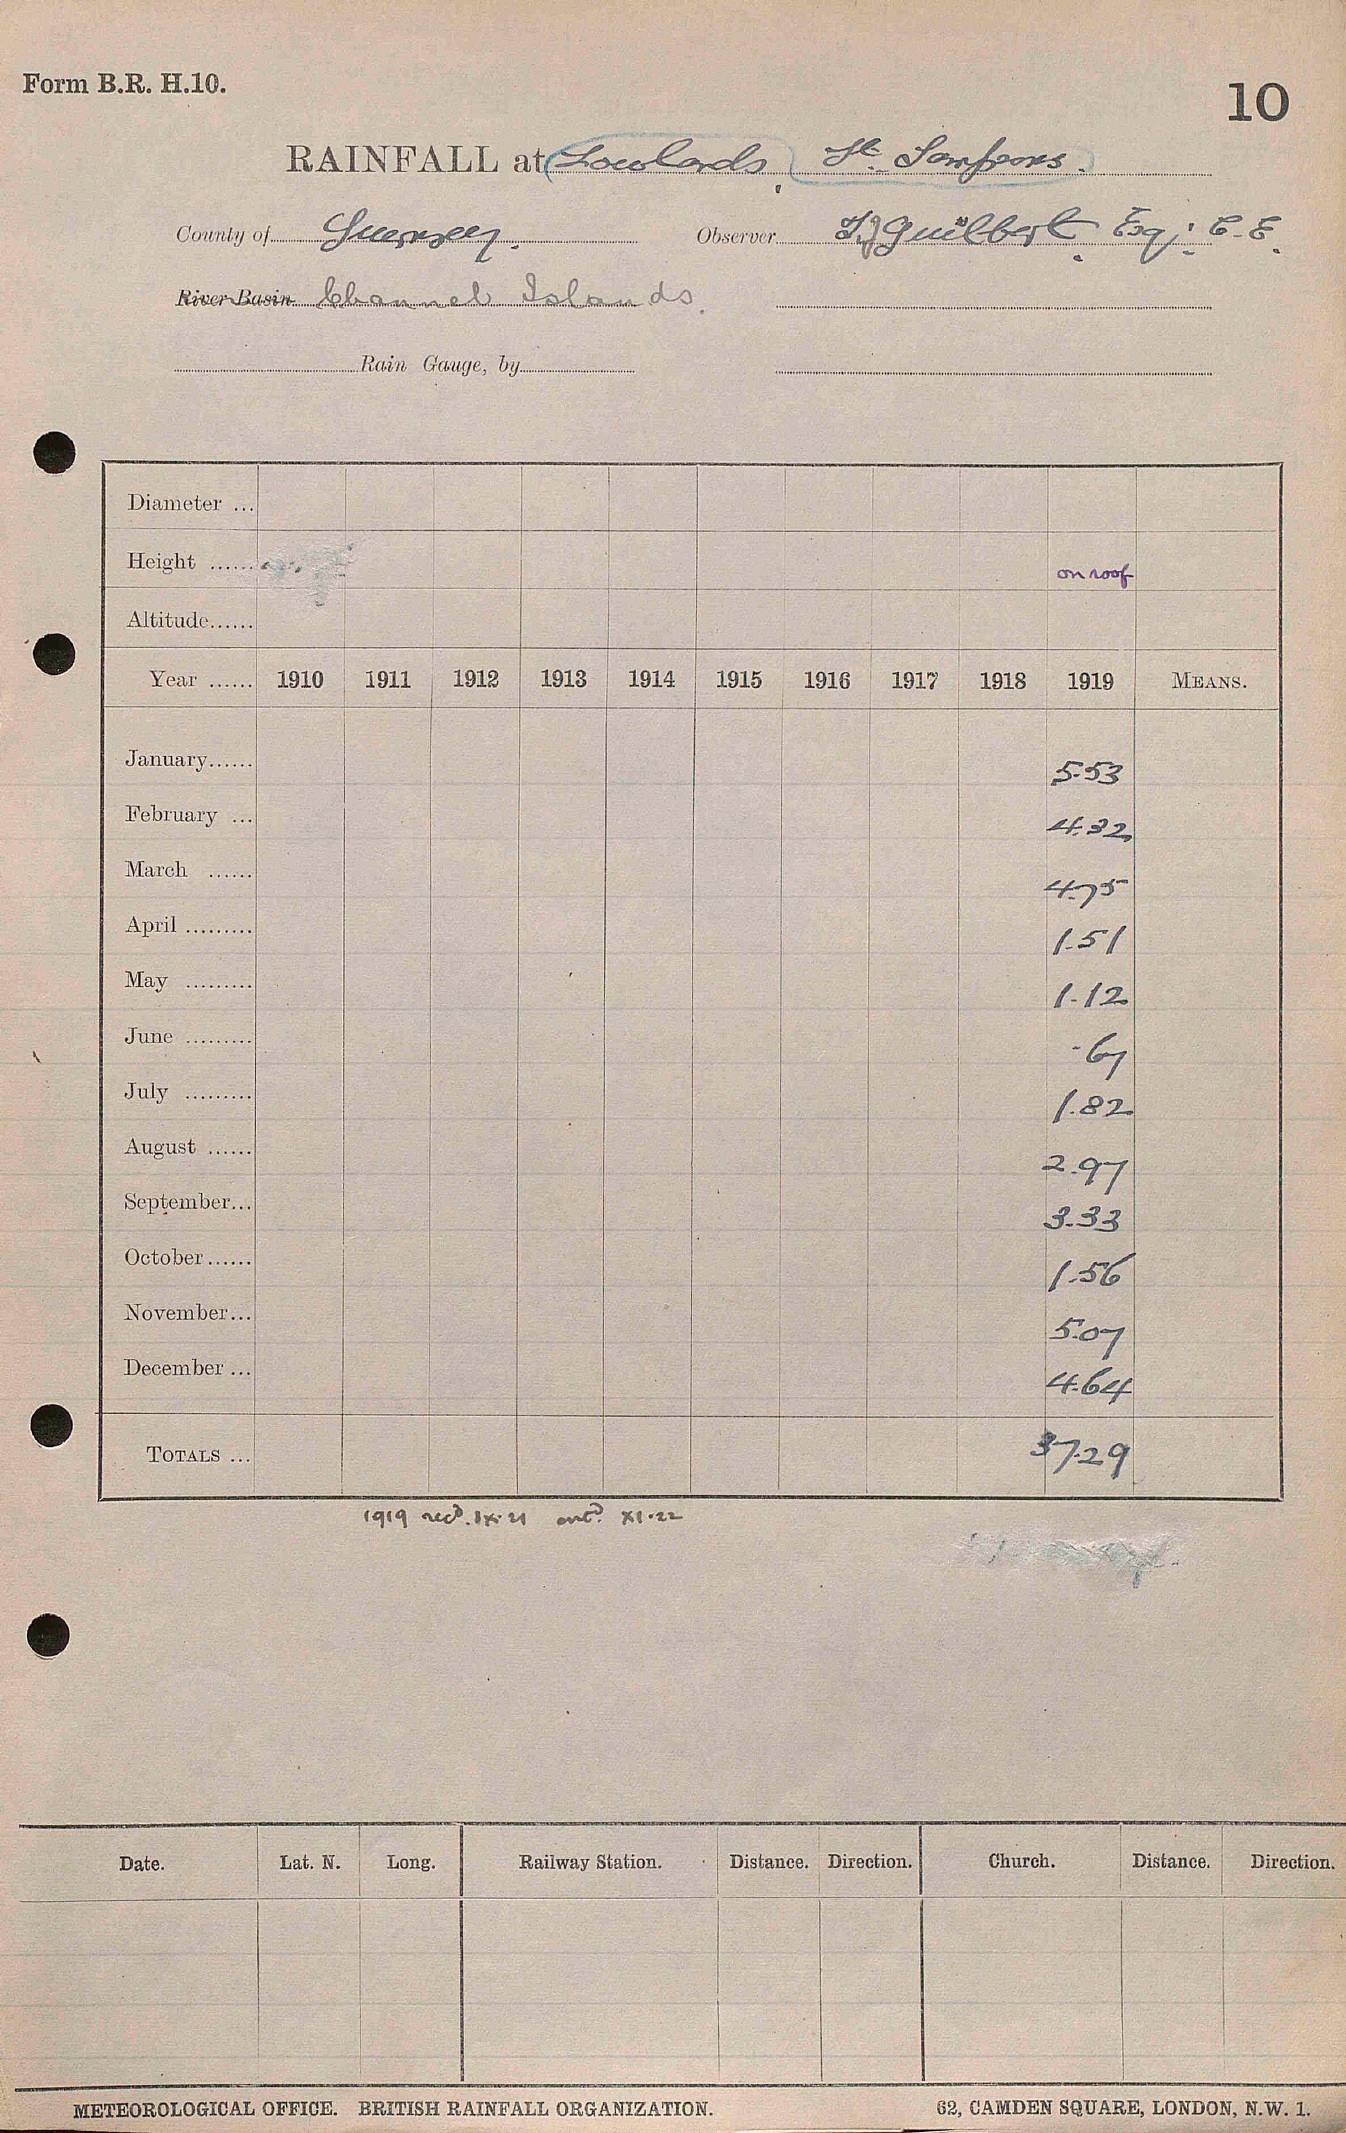 Form B.R. H.10.
10
RAINFALL at Lowlands, St. Sampsons.
County of Guernsey. Observer T.J Guilbert. Esq: C.E.
River Basin Channel Islands.
Rain Gauge, by
Diameter ...
Height ...... on roof
Altitude......
Year ...... 1910 1911 1912 1913 1914 1915 1916 1917 1918 1919 MEANS.
January...... 5.53
February ... 4.32
March ...... 4.75
April ......... 1.51
May ......... 1.12
June ......... .67
July ......... 1.82
August ...... 2.97
September... 3.33
October...... 1.56
November... 5.07
December ... 4.64
TOTALS ... 37.29
1919 recd. IX.21 entd. XI.22
Date. Lat. N. Long. Railway Station. Distance. Direction. Church. Distance. Direction.
METEOROLOGICAL OFFICE. BRITISH RAINFALL ORGANIZATION. 62, CAMDEN SQUARE, LONDON, N.W. 1.